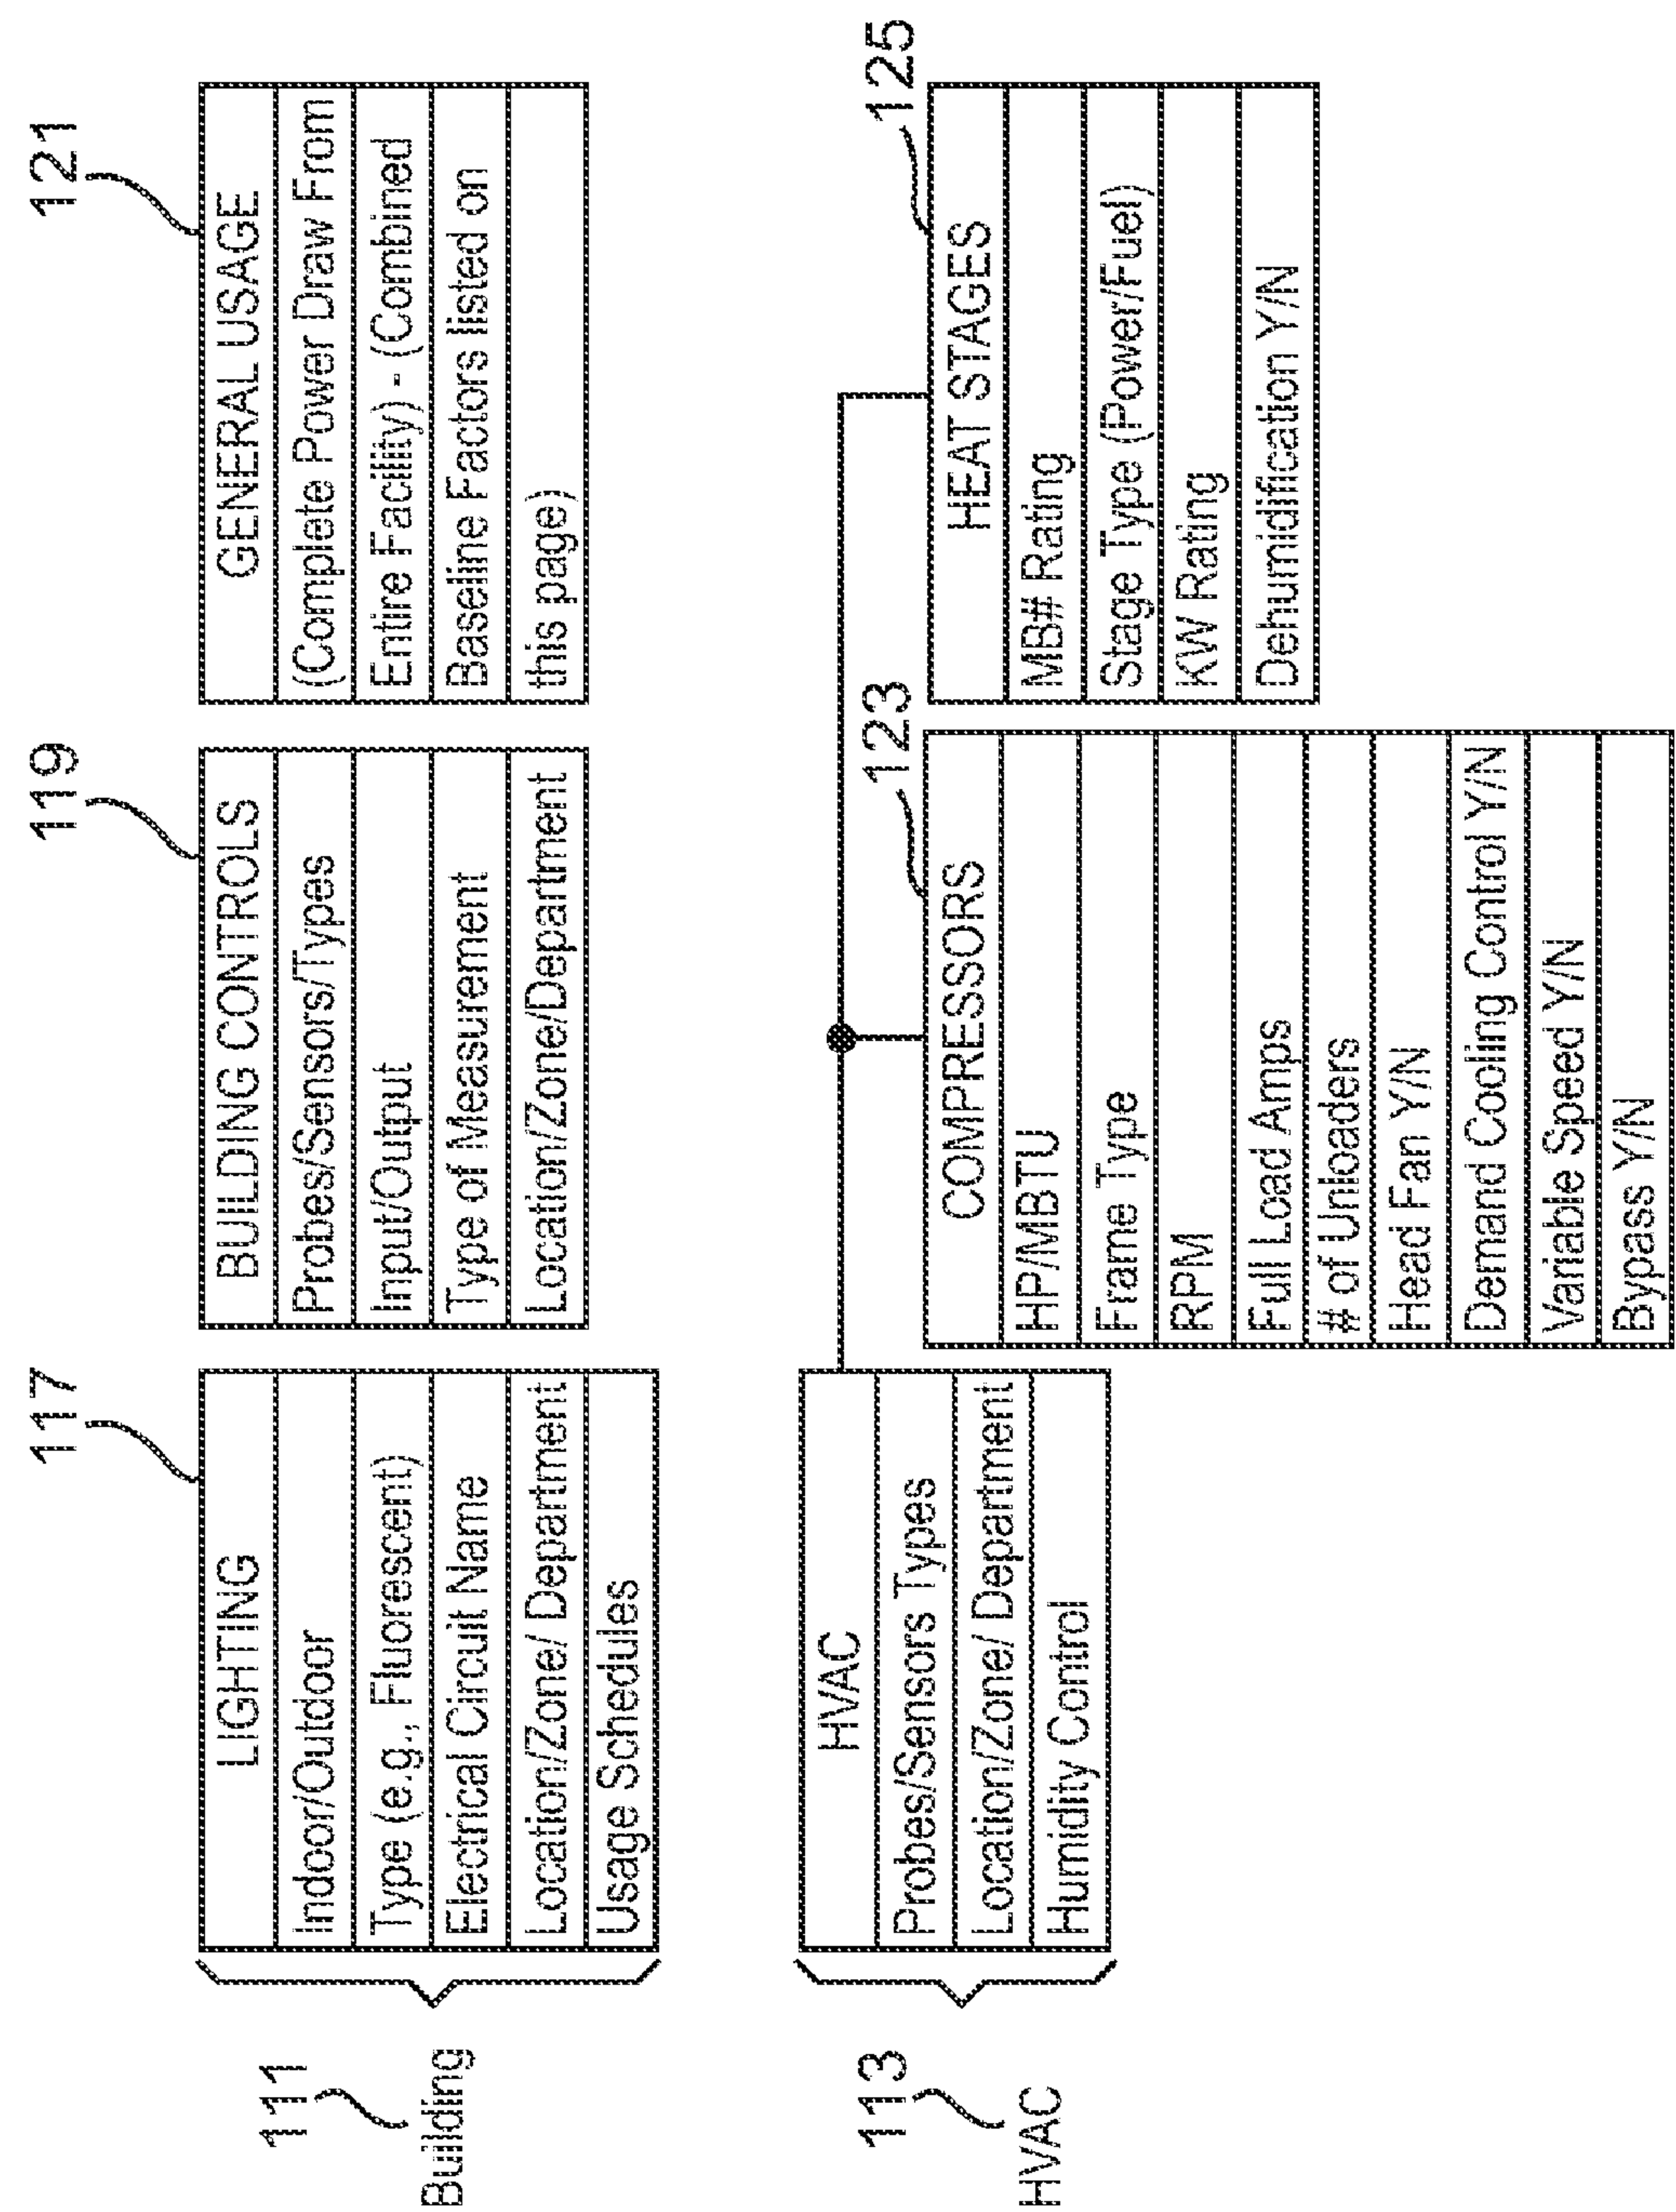 111
Building
117
LIGHTING
Indoor/Outdoor
Type (e.g., Fluorescent)
Electrical Circuit Name
Location/Zone/ Department
Usage Schedules
119
BUILDING CONTROLS
Probes/Sensors/Types
Input/Output
Type of Measurement
Location/Zone/Department
121
GENERAL USAGE
(Complete Power Draw From
Entire Facility) - (Combined
Baseline Factors listed on
this page)
113
HVAC
HVAC
Probes/Sensors Types
Location/Zone/ Department
Humidity Control
123
COMPRESSORS
HP/MBTU
Frame Type
RPM
Full Load Amps
# of Unloaders
Head Fan Y/N
Demand Cooling Control Y/N
Variable Speed Y/N
Bypass Y/N
125
HEAT STAGES
MB# Rating
Stage Type (Power/Fuel)
KW Rating
Dehumidification Y/N